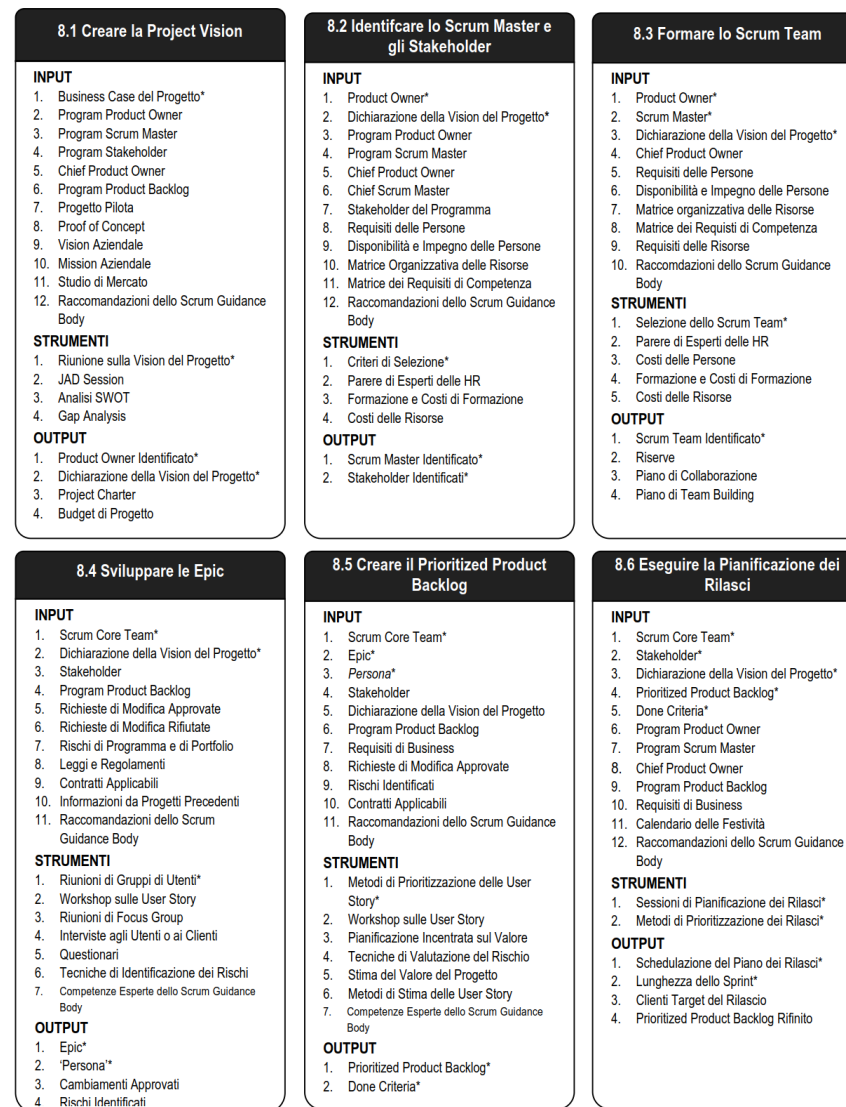 8.1 Creare la Project Vision
INPUT
1. Business Case del Progetto*
2. Program Product Owner
3. Program Scrum Master
4. Program Stakeholder
5. Chief Product Owner
6. Program Product Backlog
7. Progetto Pilota
8. Proof of Concept
9. Vision Aziendale
10. Mission Aziendale
11. Studio di Mercato
12. Raccomandazioni dello Scrum Guidance
Body
STRUMENTI
1. Riunione sulla Vision del Progetto*
2. JAD Session
3. Analisi SWOT
4. Gap Analysis
OUTPUT
1. Product Owner Identificato*
2. Dichiarazione della Vision del Progetto*
3. Project Charter
4. Budget di Progetto
8.2 Identifcare lo Scrum Master e
gli Stakeholder
INPUT
1. Product Owner*
2. Dichiarazione della Vision del Progetto*
3. Program Product Owner
4. Program Scrum Master
5. Chief Product Owner
6. Chief Scrum Master
7. Stakeholder del Programma
8. Requisiti delle Persone
9. Disponibilità e Impegno delle Persone
10. Matrice Organizzativa delle Risorse
11. Matrice dei Requisiti di Competenza
12. Raccomandazioni dello Scrum Guidance
Body
STRUMENTI
1. Criteri di Selezione*
2. Parere di Esperti delle HR
3. Formazione e Costi di Formazione
4. Costi delle Risorse
OUTPUT
1. Scrum Master Identificato*
2. Stakeholder Identificati*
8.3 Formare lo Scrum Team
INPUT
1. Product Owner*
2. Scrum Master*
3. Dichiarazione della Vision del Progetto*
4. Chief Product Owner
5. Requisiti delle Persone
6. Disponibilità e Impegno delle Persone
7. Matrice organizzativa delle Risorse
8. Matrice dei Requisti di Competenza
9. Requisiti delle Risorse
10. Raccomdazioni dello Scrum Guidance
Body
STRUMENTI
1. Selezione dello Scrum Team*
2. Parere di Esperti delle HR
3. Costi delle Persone
4. Formazione e Costi di Formazione
5. Costi delle Risorse
OUTPUT
1. Scrum Team Identificato*
2. Riserve
3. Piano di Collaborazione
4. Piano di Team Building
8.4 Sviluppare le Epic
INPUT
1. Scrum Core Team*
2. Dichiarazione della Vision del Progetto*
3. Stakeholder
4. Program Product Backlog
5. Richieste di Modifica Approvate
6. Richieste di Modifica Rifiutate
7. Rischi di Programma e di Portfolio
8. Leggi e Regolamenti
9. Contratti Applicabili
10. Informazioni da Progetti Precedenti
11. Raccomandazioni dello Scrum
Guidance Body
STRUMENTI
1. Riunioni di Gruppi di Utenti*
2. Workshop sulle User Story
3. Riunioni di Focus Group
4. Interviste agli Utenti o ai Clienti
5. Questionari
6. Tecniche di Identificazione dei Rischi
7. Competenze Esperte dello Scrum Guidance
Body
OUTPUT
1. Epic*
2. ‘Persona’*
3. Cambiamenti Approvati
4. Rischi Identificati
8.5 Creare il Prioritized Product
Backlog
INPUT
1. Scrum Core Team*
2. Epic*
3. Persona*
4. Stakeholder
5. Dichiarazione della Vision del Progetto
6. Program Product Backlog
7. Requisiti di Business
8. Richieste di Modifica Approvate
9. Rischi Identificati
10. Contratti Applicabili
11. Raccomandazioni dello Scrum Guidance
Body
STRUMENTI
1. Metodi di Prioritizzazione delle User
Story*
2. Workshop sulle User Story
3. Pianificazione Incentrata sul Valore
4. Tecniche di Valutazione del Rischio
5. Stima del Valore del Progetto
6. Metodi di Stima delle User Story
7. Competenze Esperte dello Scrum Guidance
Body
OUTPUT
1. Prioritized Product Backlog*
2. Done Criteria*
8.6 Eseguire la Pianificazione dei
Rilasci
INPUT
1. Scrum Core Team*
2. Stakeholder*
3. Dichiarazione della Vision del Progetto*
4. Prioritized Product Backlog*
5. Done Criteria*
6. Program Product Owner
7. Program Scrum Master
8. Chief Product Owner
9. Program Product Backlog
10. Requisiti di Business
11. Calendario delle Festività
12. Raccomandazioni dello Scrum Guidance
Body
STRUMENTI
1. Sessioni di Pianificazione dei Rilasci*
2. Metodi di Prioritizzazione dei Rilasci*
OUTPUT
1. Schedulazione del Piano dei Rilasci*
2. Lunghezza dello Sprint*
3. Clienti Target del Rilascio
4. Prioritized Product Backlog Rifinito